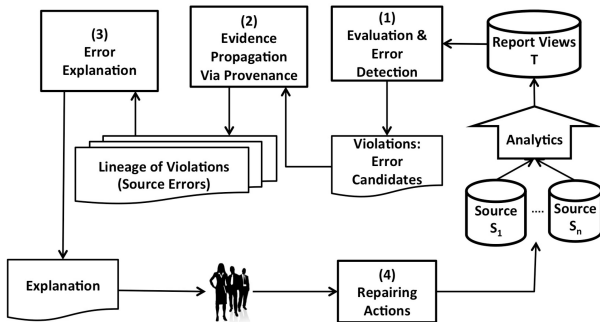 (3)
Error
Explanation
(2)
Evidence
Propagation
Via Provenance
(1)
Evaluation &
Error
Detection
Report Views
T
Analytics
Lineage of Violations
(Source Errors)
Violations:
Error
Candidates
Source
S1
....
Source
Sn
Explanation
(4)
Repairing
Actions